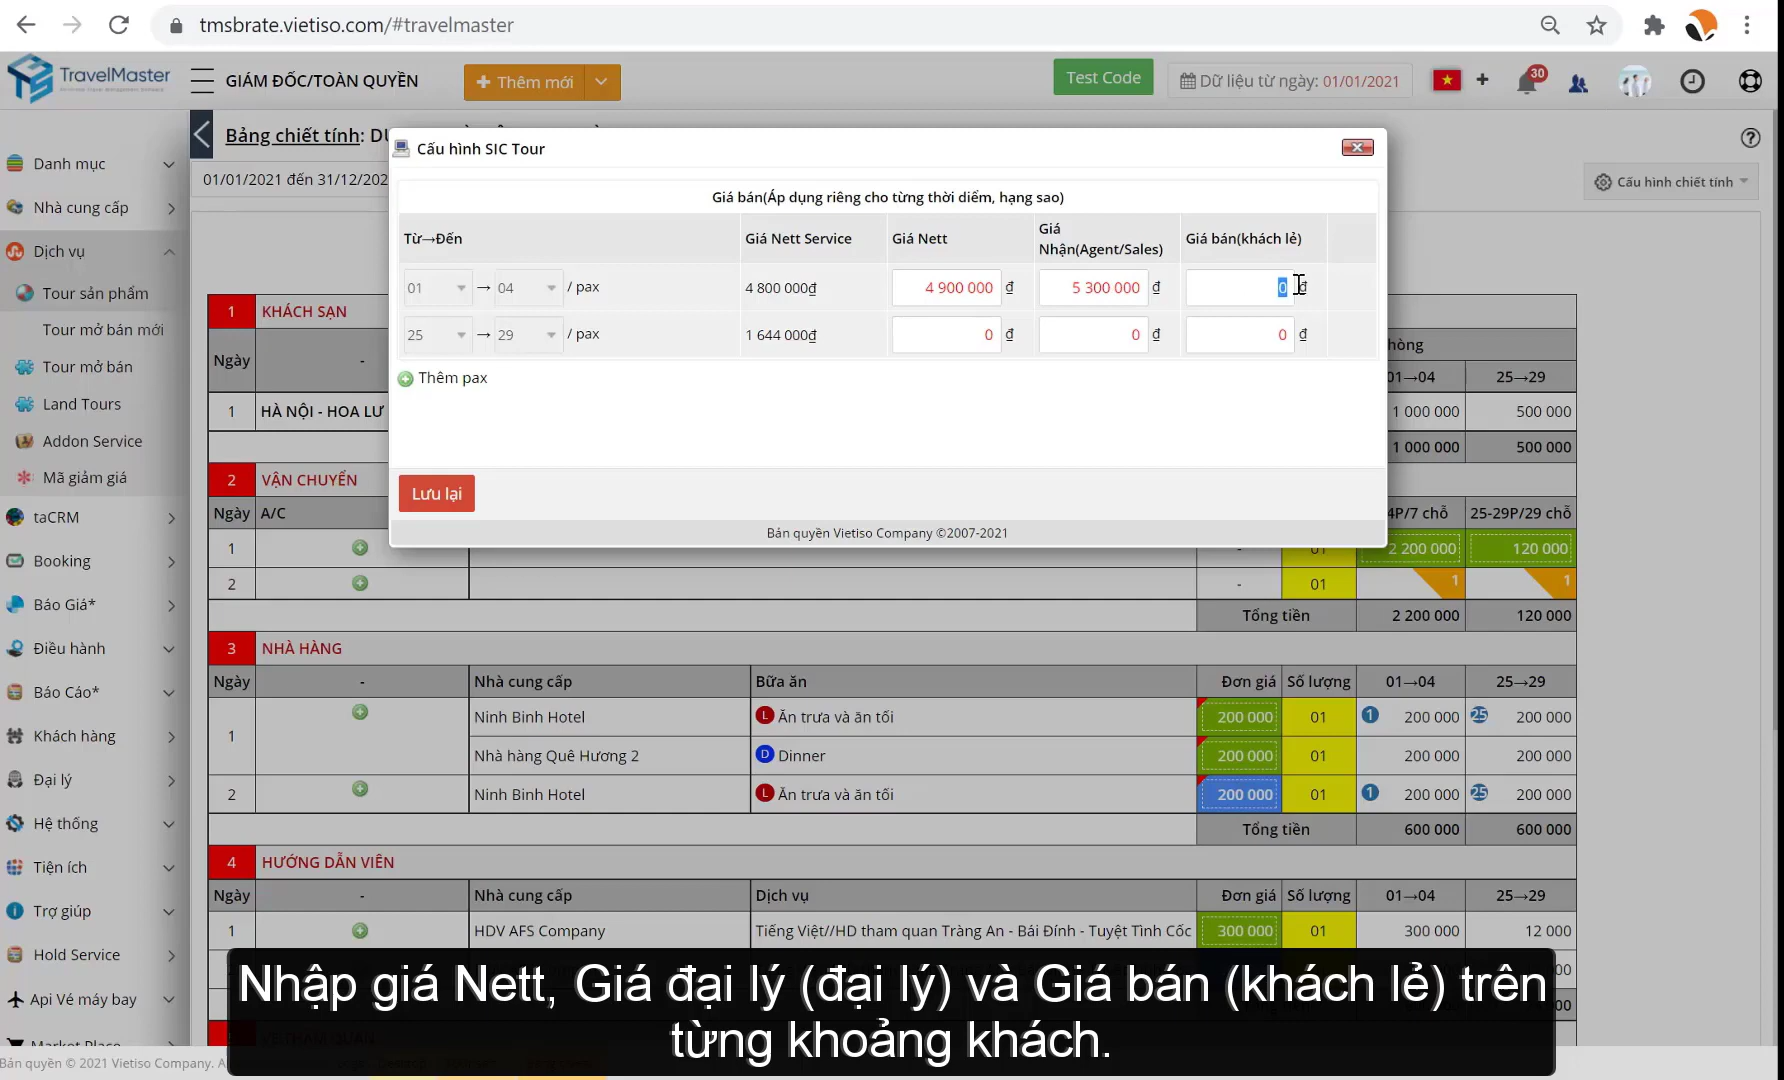 tmsbrate.vietiso.com/#travelmaster
TravelMaster
GIÁM ĐỐC/TOÀN QUYỀN
Thêm mới
Test Code
Dữ liệu từ ngày: 01/01/2021
30
Danh mục
Nhà cung cấp
Dịch vụ
Tour sản phẩm
Tour mở bán mới
Tour mở bán
Land Tours
Addon Service
Mã giảm giá
taCRM
Booking
Báo Giá*
Điều hành
Báo Cáo*
Khách hàng
Đại lý
Hệ thống
Tiện ích
Trợ giúp
Hold Service
Api Vé máy bay
Market Place
Bản quyền © 2021 Vietiso Company.
Bảng chiết tính:
01/01/2021 đến 31/12/202
Cấu hình chiết tính
Cấu hình SIC Tour
Giá bán(Áp dụng riêng cho từng thời điểm, hạng sao)
Từ→Đến Giá Nett Service Giá Nett Giá Nhận(Agent/Sales) Giá bán(khách lẻ)
01 → 04 / pax 4 800 000₫ 4 900 000 ₫ 5 300 000 ₫ 0 ₫
25 → 29 / pax 1 644 000₫ 0 ₫ 0 ₫ 0 ₫
Thêm pax
Lưu lại
Bản quyền Vietiso Company ©2007-2021
1 KHÁCH SẠN
Ngày - hòng
01→04 25→29
1 HÀ NỘI - HOA LƯ 1 000 000 500 000
1 000 000 500 000
2 VẬN CHUYỂN
Ngày A/C 4P/7 chỗ 25-29P/29 chỗ
1 - 01 2 200 000 120 000
2 - 01 1 1
Tổng tiền 2 200 000 120 000
3 NHÀ HÀNG
Ngày - Nhà cung cấp Bữa ăn Đơn giá Số lượng 01→04 25→29
1 Ninh Binh Hotel L Ăn trưa và ăn tối 200 000 01 1 200 000 25 200 000
Nhà hàng Quê Hương 2 D Dinner 200 000 01 200 000 200 000
2 Ninh Binh Hotel L Ăn trưa và ăn tối 200 000 01 1 200 000 25 200 000
Tổng tiền 600 000 600 000
4 HƯỚNG DẪN VIÊN
Ngày - Nhà cung cấp Dịch vụ Đơn giá Số lượng 01→04 25→29
1 HDV AFS Company Tiếng Việt//HD tham quan Tràng An - Bái Đính - Tuyệt Tình Cốc 300 000 01 300 000 12 000
Nhập giá Nett, Giá đại lý (đại lý) và Giá bán (khách lẻ) trên
từng khoảng khách.